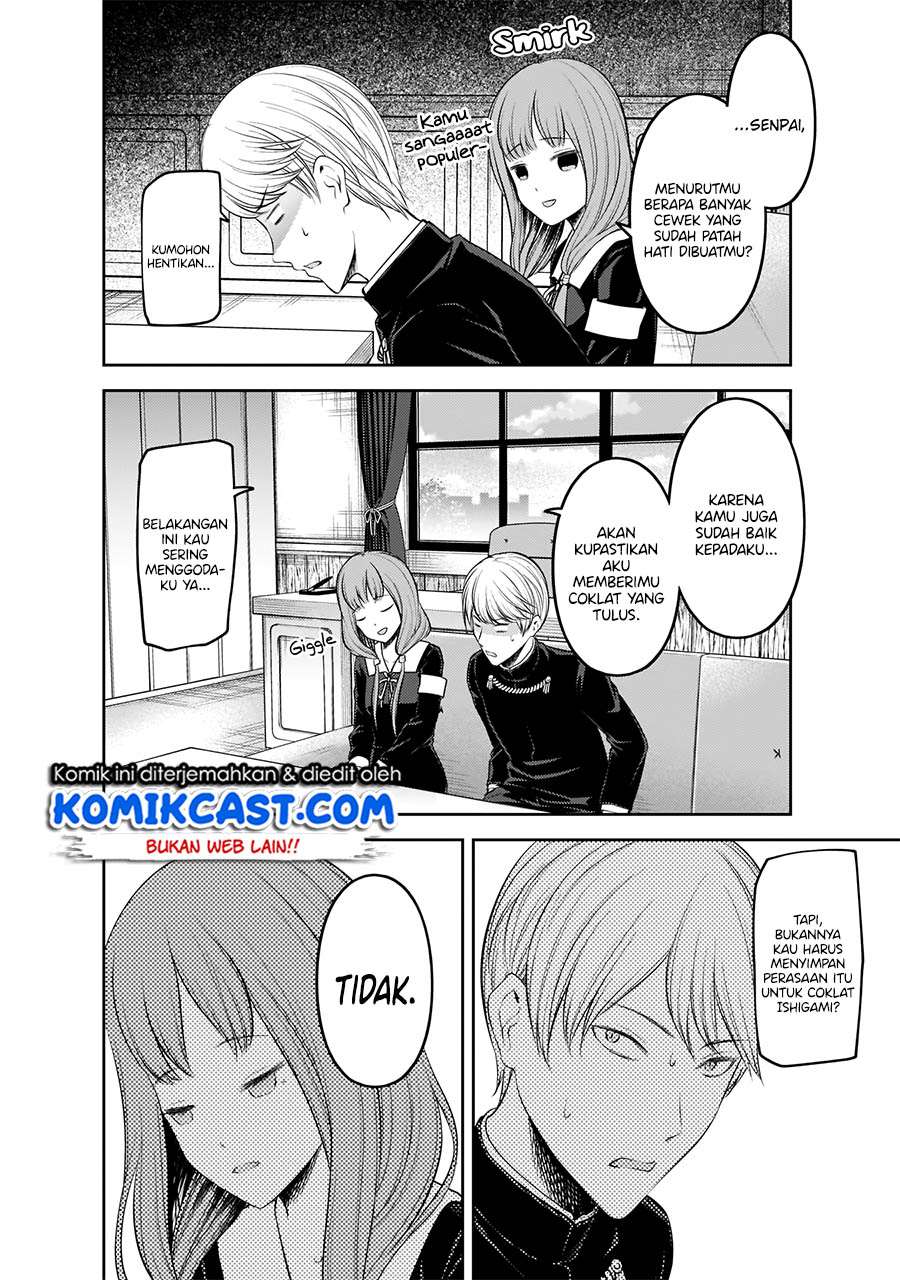 Smirk
...SENPAI,
MENURUTMU
BERAPA BANYAK
CEWEK YANG
SUDAH PATAH
HATI DIBUATMU?
Kamu
sangaaaat
populer~
KUMOHON
HENTIKAN...
KARENA
KAMU JUGA
SUDAH BAIK
KEPADAKU...
AKAN
KUPASTIKAN
AKU
MEMBERIMU
COKLAT YANG
TULUS.
Giggle
BELAKANGAN
INI KAU
SERING
MENGGODA-
KU YA...
Komik ini diterjemahkan & diedit oleh
KOMIKCAST.COM
BUKAN WEB LAIN!!
TAPI,
BUKANNYA
KAU HARUS
MENYIMPAN
PERASAAN ITU
UNTUK COKLAT
ISHIGAMI?
TIDAK.